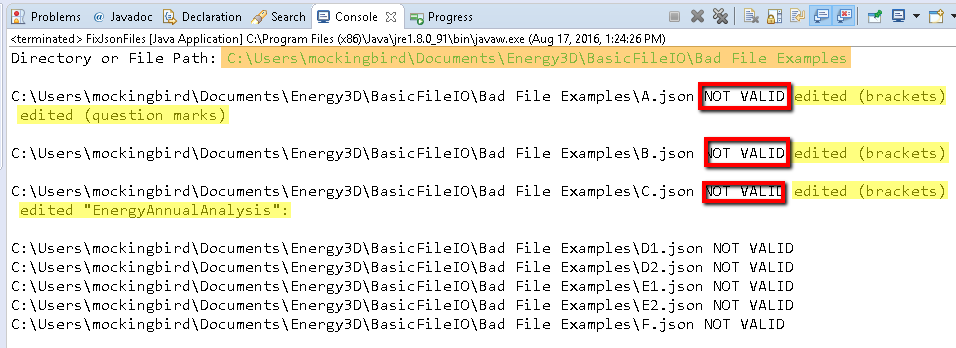 Problems @ Javadoc Declaration Search Console Progress
<terminated> FixJsonFiles [Java Application] C:\Program Files (x86)\Java\jre1.8.0_91\bin\javaw.exe (Aug 17, 2016, 1:24:26 PM)
Directory or File Path: C:\Users\mockingbird\Documents\Energy3D\BasicFileIO\Bad File Examples
C:\Users\mockingbird\Documents\Energy3D\BasicFileIO\Bad File Examples\A.json NOT VALID edited (brackets)
edited (question marks)
C:\Users\mockingbird\Documents\Energy3D\BasicFileIO\Bad File Examples\B.json NOT VALID edited (brackets)
C:\Users\mockingbird\Documents\Energy3D\BasicFileIO\Bad File Examples\C.json NOT VALID edited (brackets)
edited "EnergyAnnualAnalysis":
C:\Users\mockingbird\Documents\Energy3D\BasicFileIO\Bad File Examples\D1.json NOT VALID
C:\Users\mockingbird\Documents\Energy3D\BasicFileIO\Bad File Examples\D2.json NOT VALID
C:\Users\mockingbird\Documents\Energy3D\BasicFileIO\Bad File Examples\E1.json NOT VALID
C:\Users\mockingbird\Documents\Energy3D\BasicFileIO\Bad File Examples\E2.json NOT VALID
C:\Users\mockingbird\Documents\Energy3D\BasicFileIO\Bad File Examples\F.json NOT VALID